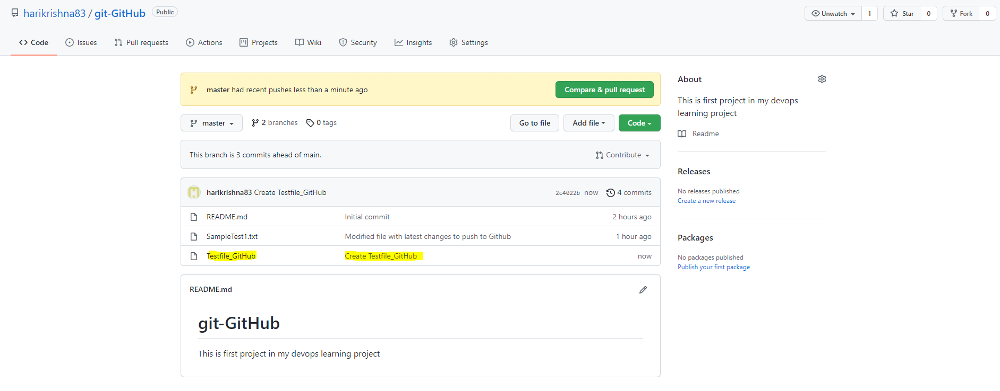 harikrishna83 / git-GitHub Public
Unwatch 1 Star 0 Fork 0
Code Issues Pull requests Actions Projects Wiki Security Insights Settings
master had recent pushes less than a minute ago Compare & pull request
master 2 branches 0 tags Go to file Add file Code
This branch is 3 commits ahead of main. Contribute
harikrishna83 Create Testfile_GitHub 2c4022b now 4 commits
README.md Initial commit 2 hours ago
SampleTest1.txt Modified file with latest changes to push to Github 1 hour ago
Testfile_GitHub Create Testfile_GitHub now
README.md
git-GitHub
This is first project in my devops learning project
About
This is first project in my devops
learning project
Readme
Releases
No releases published
Create a new release
Packages
No packages published
Publish your first package